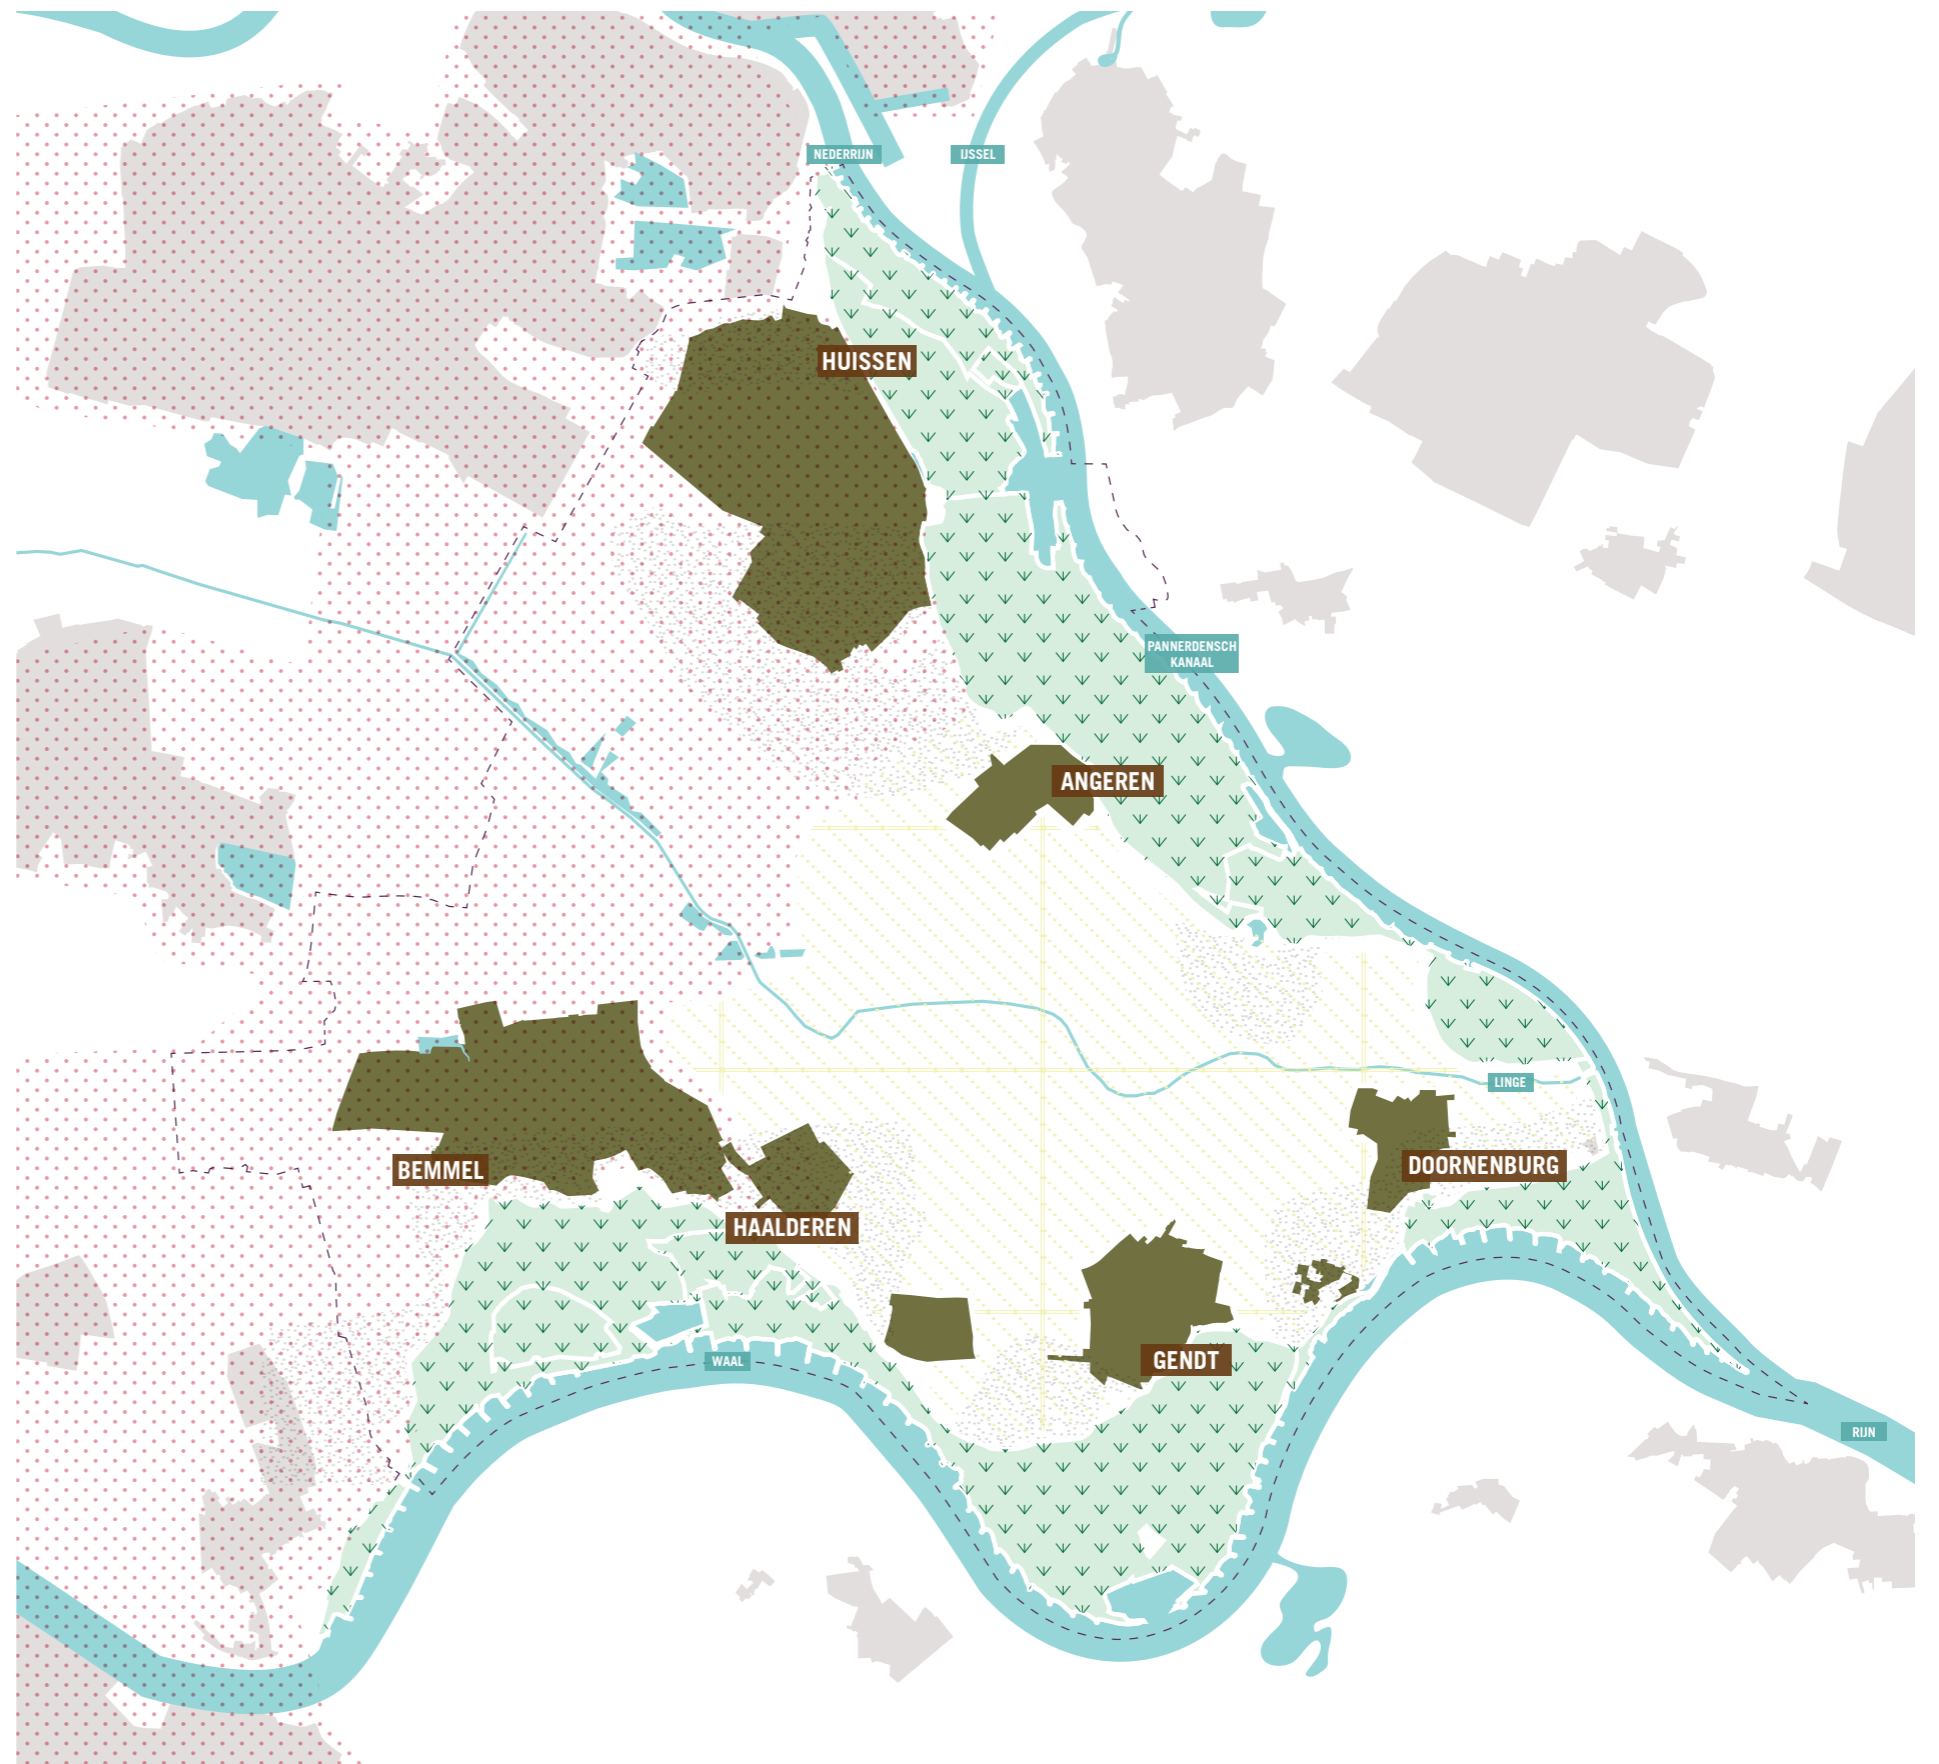 NEDERRIJN
IJSSEL
HUISSEN
PANNERDENSCH
KANAAL
ANGEREN
LINGE
DOORNENBURG
BEMMEL
HAALDEREN
WAAL
GENDT
RIJN